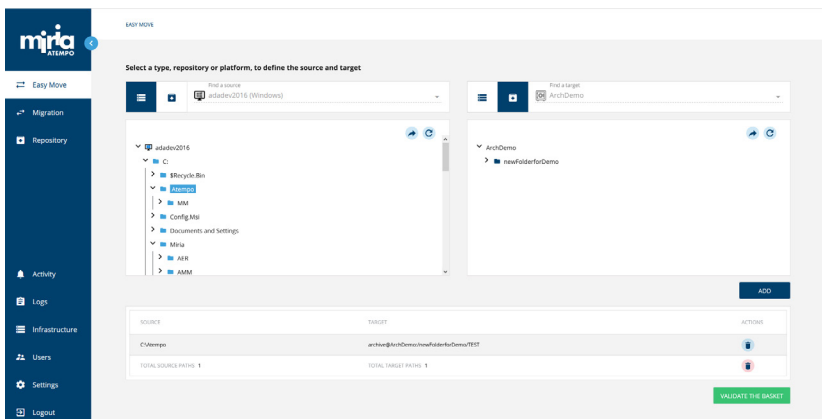 miria
ATEMPO
EASY MOVE
Easy Move
Migration
Repository
Activity
Logs
Infrastructure
Users
Settings
Logout
Select a type, repository or platform, to define the source and target
Find a source
adadev2016 (Windows)
Find a target
ArchDemo
adadev2016
C:
$Recycle.Bin
Atempo
MM
Config.Msi
Documents and Settings
Miria
AER
AMM
ArchDemo
newFolderforDemo
ADD
SOURCE TARGET ACTIONS
C:\Atempo archive@ArchDemo:/newFolderforDemo/TEST
TOTAL SOURCE PATHS 1 TOTAL TARGET PATHS 1
VALIDATE THE BASKET